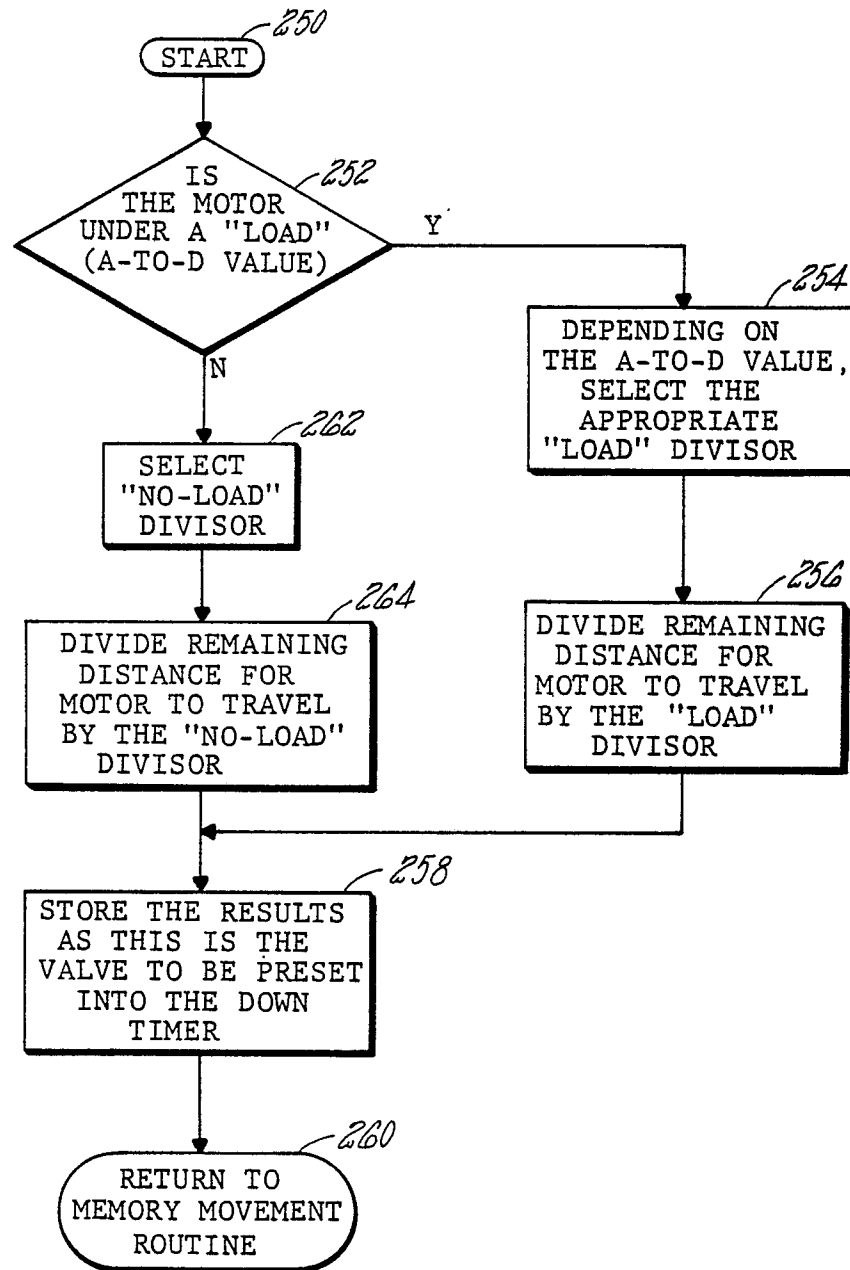 250
START
252
IS
THE MOTOR
UNDER A "LOAD"
(A-TO-D VALUE)
Y
N
254
DEPENDING ON
THE A-TO-D VALUE,
SELECT THE
APPROPRIATE
"LOAD" DIVISOR
262
SELECT
"NO-LOAD"
DIVISOR
256
DIVIDE REMAINING
DISTANCE FOR
MOTOR TO TRAVEL
BY THE "LOAD"
DIVISOR
264
DIVIDE REMAINING
DISTANCE FOR
MOTOR TO TRAVEL
BY THE "NO-LOAD"
DIVISOR
258
STORE THE RESULTS
AS THIS IS THE
VALVE TO BE PRESET
INTO THE DOWN
TIMER
260
RETURN TO
MEMORY MOVEMENT
ROUTINE